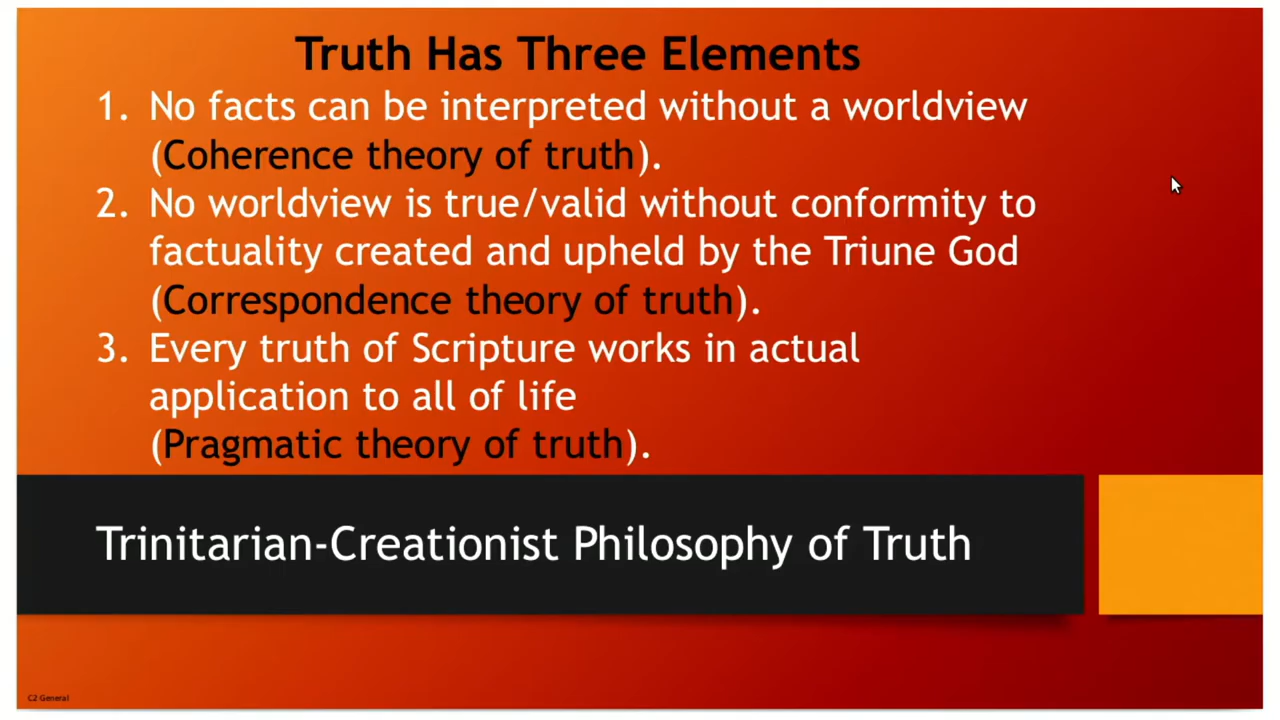 Truth Has Three Elements
1. No facts can be interpreted without a worldview
(Coherence theory of truth).
2. No worldview is true/valid without conformity to
factuality created and upheld by the Triune God
(Correspondence theory of truth).
3. Every truth of Scripture works in actual
application to all of life
(Pragmatic theory of truth).
Trinitarian-Creationist Philosophy of Truth
C2 General